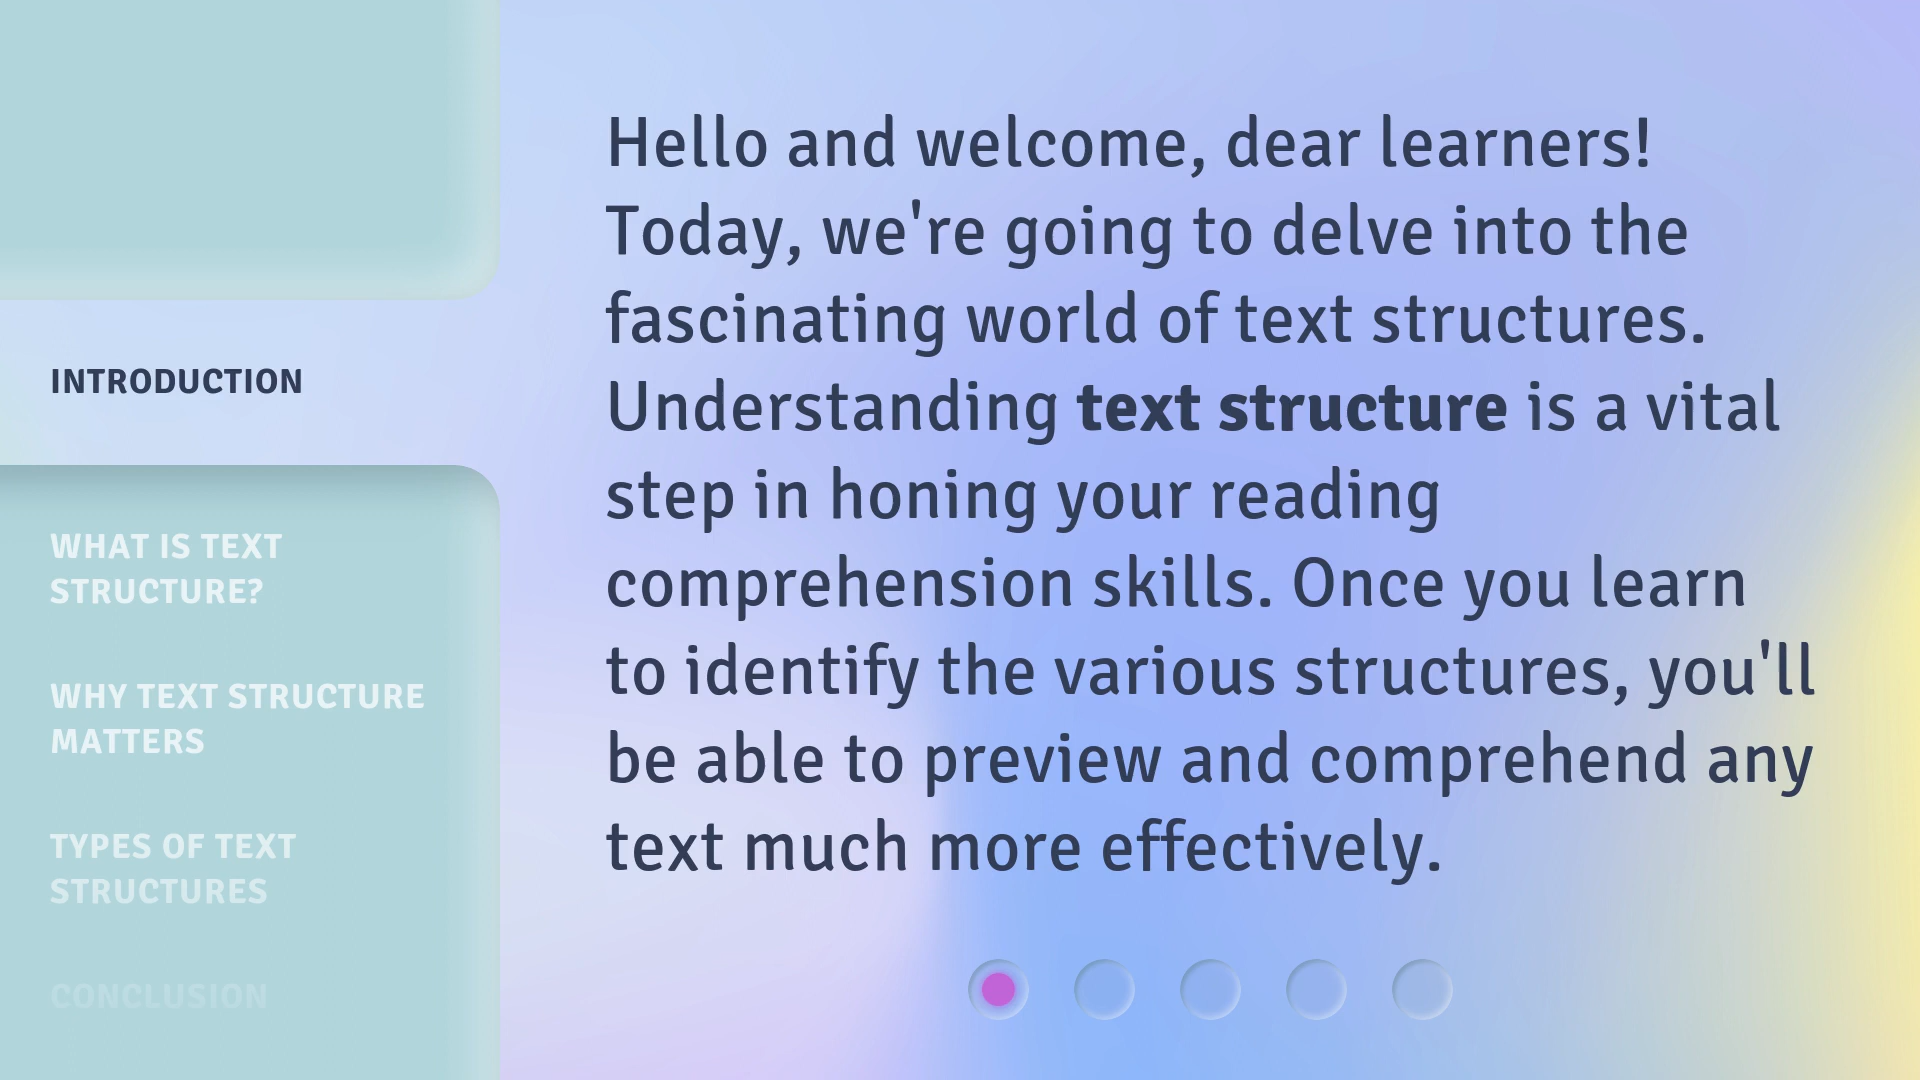 INTRODUCTION
WHAT IS TEXT
STRUCTURE?
WHY TEXT STRUCTURE
MATTERS
TYPES OF TEXT
STRUCTURES
CONCLUSION
Hello and welcome, dear learners!
Today, we're going to delve into the
fascinating world of text structures.
Understanding text structure is a vital
step in honing your reading
comprehension skills. Once you learn
to identify the various structures, you'll
be able to preview and comprehend any
text much more effectively.